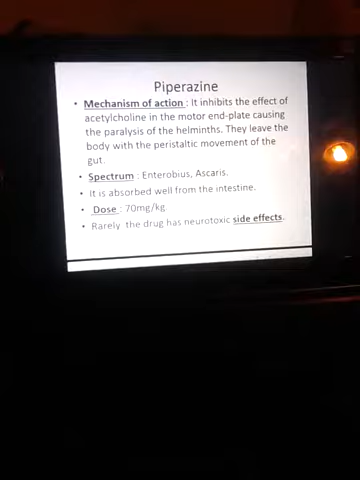 Piperazine
• Mechanism of action : It inhibits the effect of
acetylcholine in the motor end-plate causing
the paralysis of the helminths. They leave the
body with the peristaltic movement of the
gut.
• Spectrum : Enterobius, Ascaris.
• It is absorbed well from the intestine.
• Dose : 70mg/kg
• Rarely the drug has neurotoxic side effects.